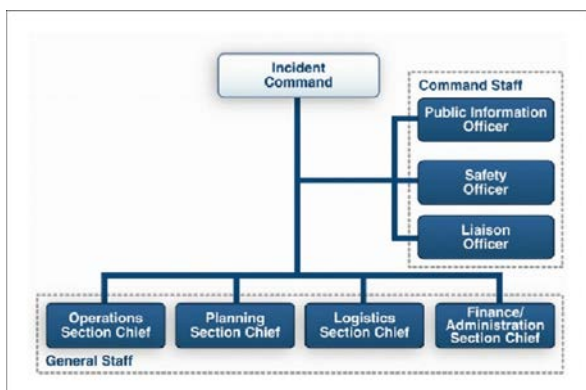 Incident
Command
Command Staff
Public Information
Officer
Safety
Officer
Liaison
Officer
Operations
Section Chief
Planning
Section Chief
Logistics
Section Chief
Finance/
Administration
Section Chief
General Staff